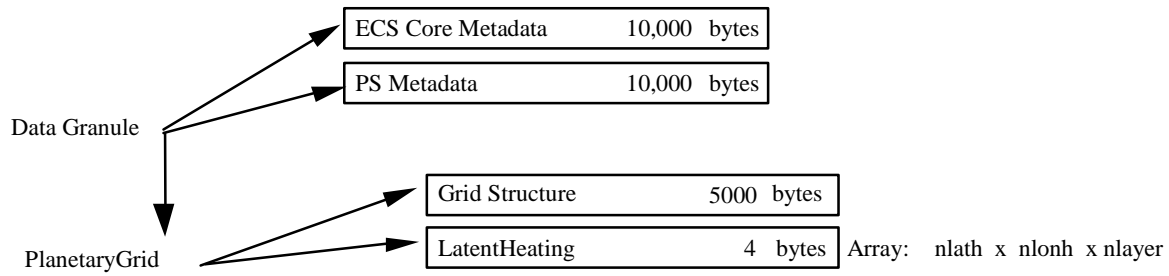 ECS Core Metadata 10,000 bytes
PS Metadata 10,000 bytes
Data Granule
Grid Structure 5000 bytes
LatentHeating 4 bytes Array: nlath x nlonh x nlayer
PlanetaryGrid